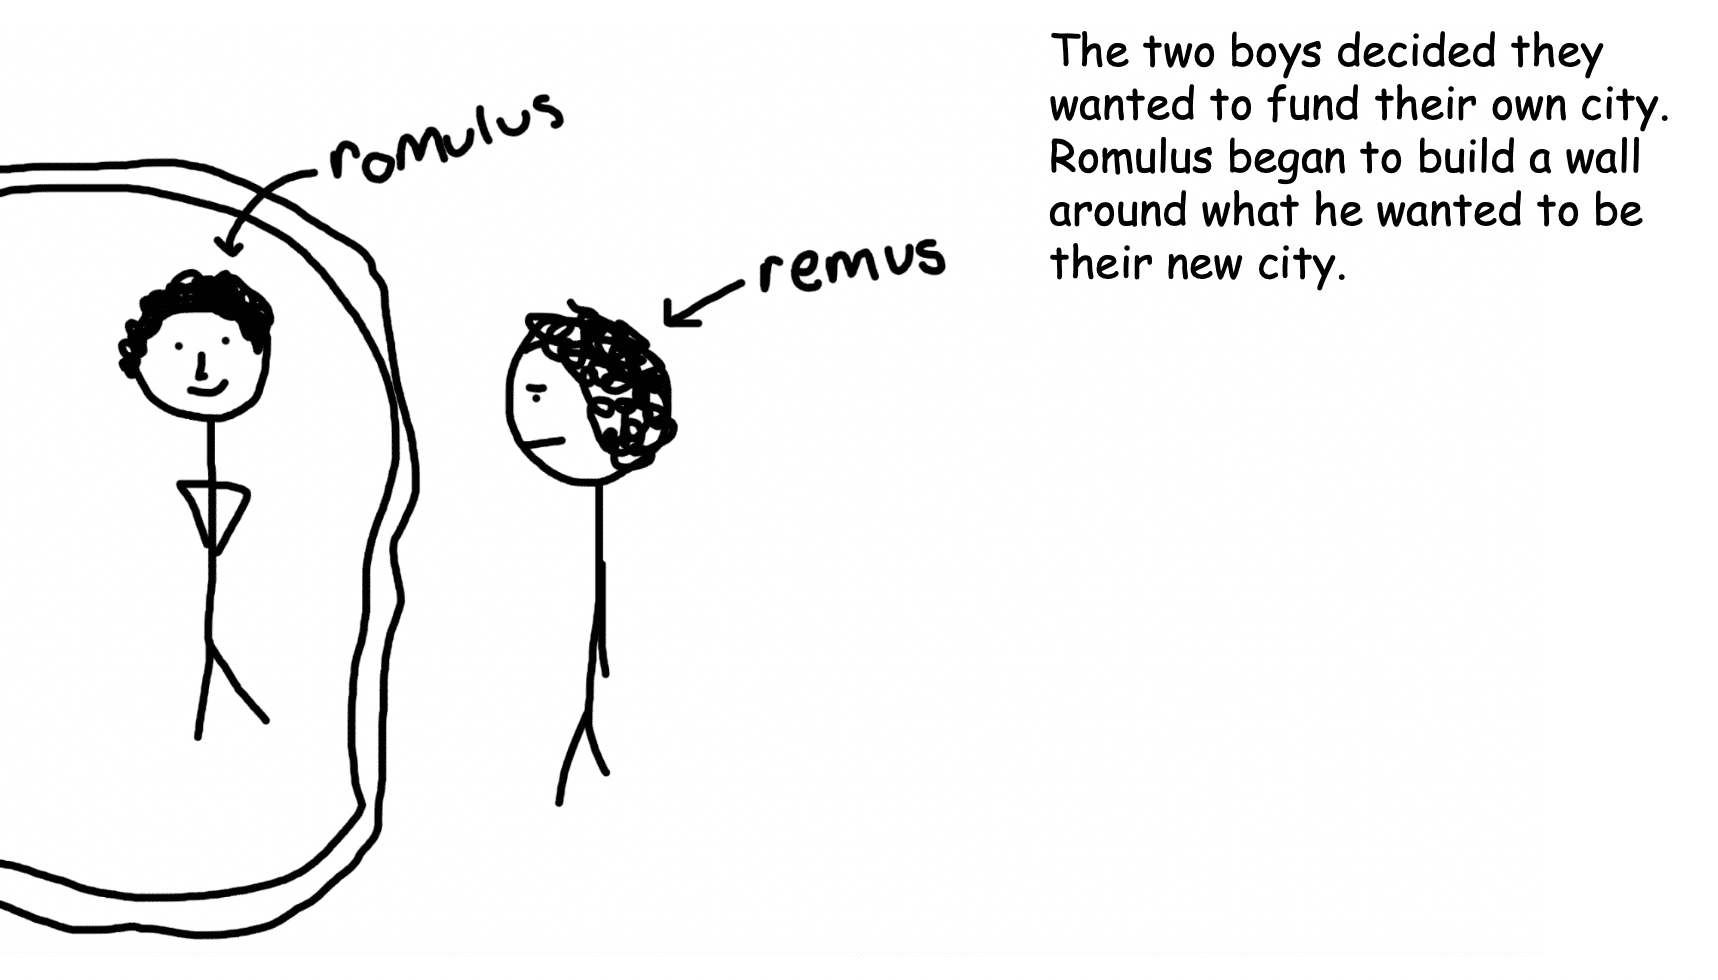 romulus
remus
The two boys decided they
wanted to fund their own city.
Romulus began to build a wall
around what he wanted to be
their new city.